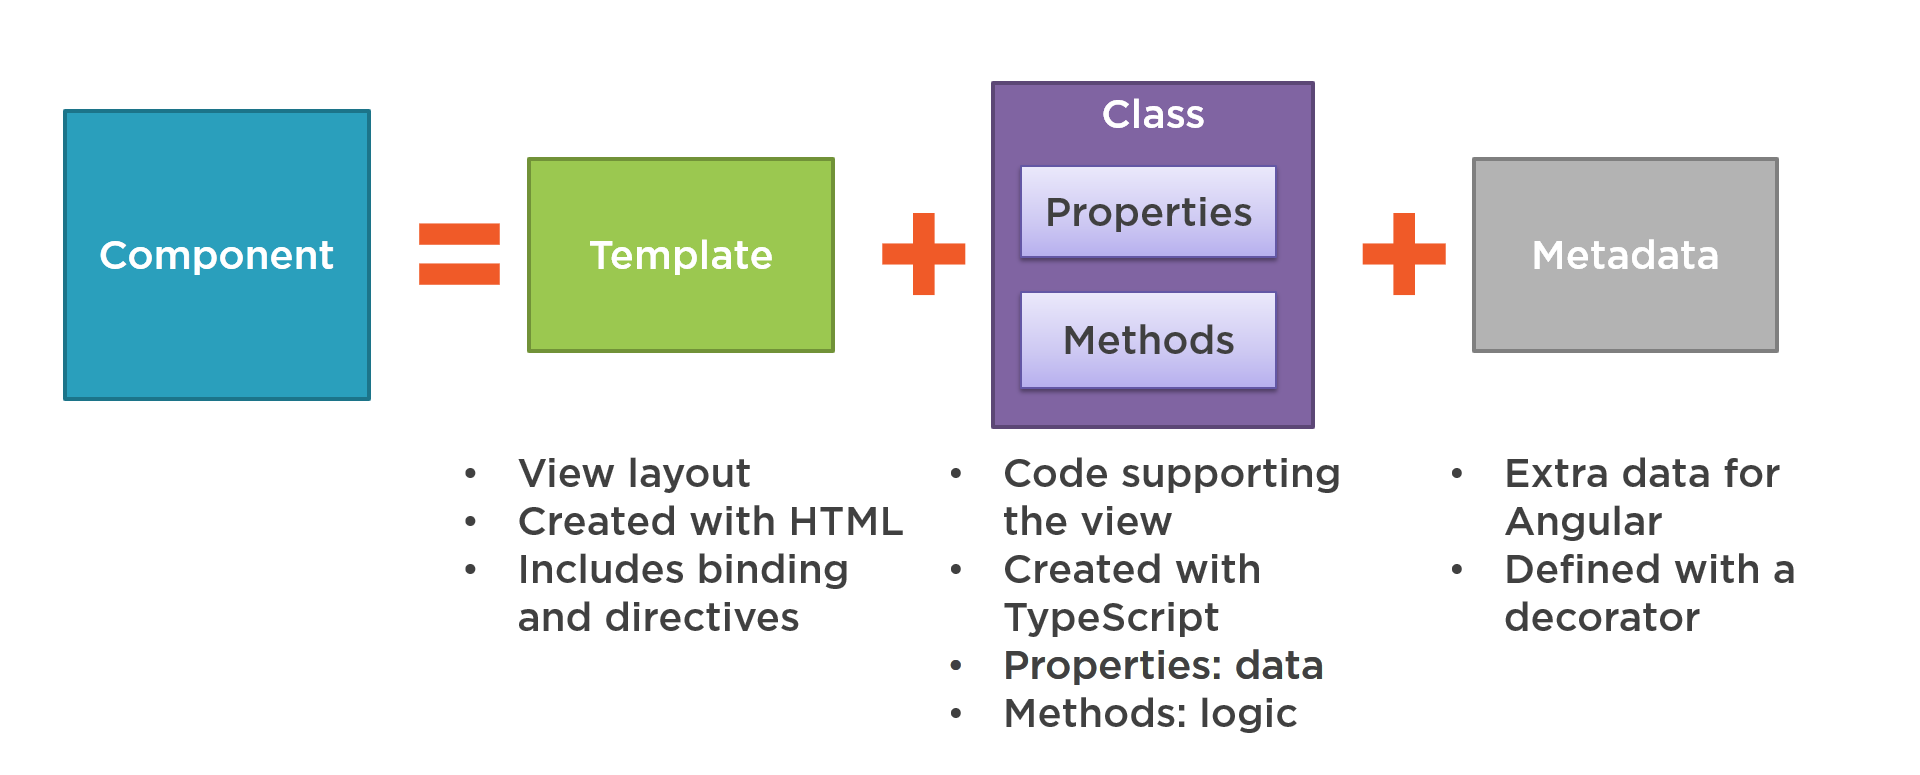 Component
=
Template
+
Class
Properties
Methods
+
Metadata
• View layout
• Created with HTML
• Includes binding
and directives
• Code supporting
the view
• Created with
TypeScript
• Properties: data
• Methods: logic
• Extra data for
Angular
• Defined with a
decorator